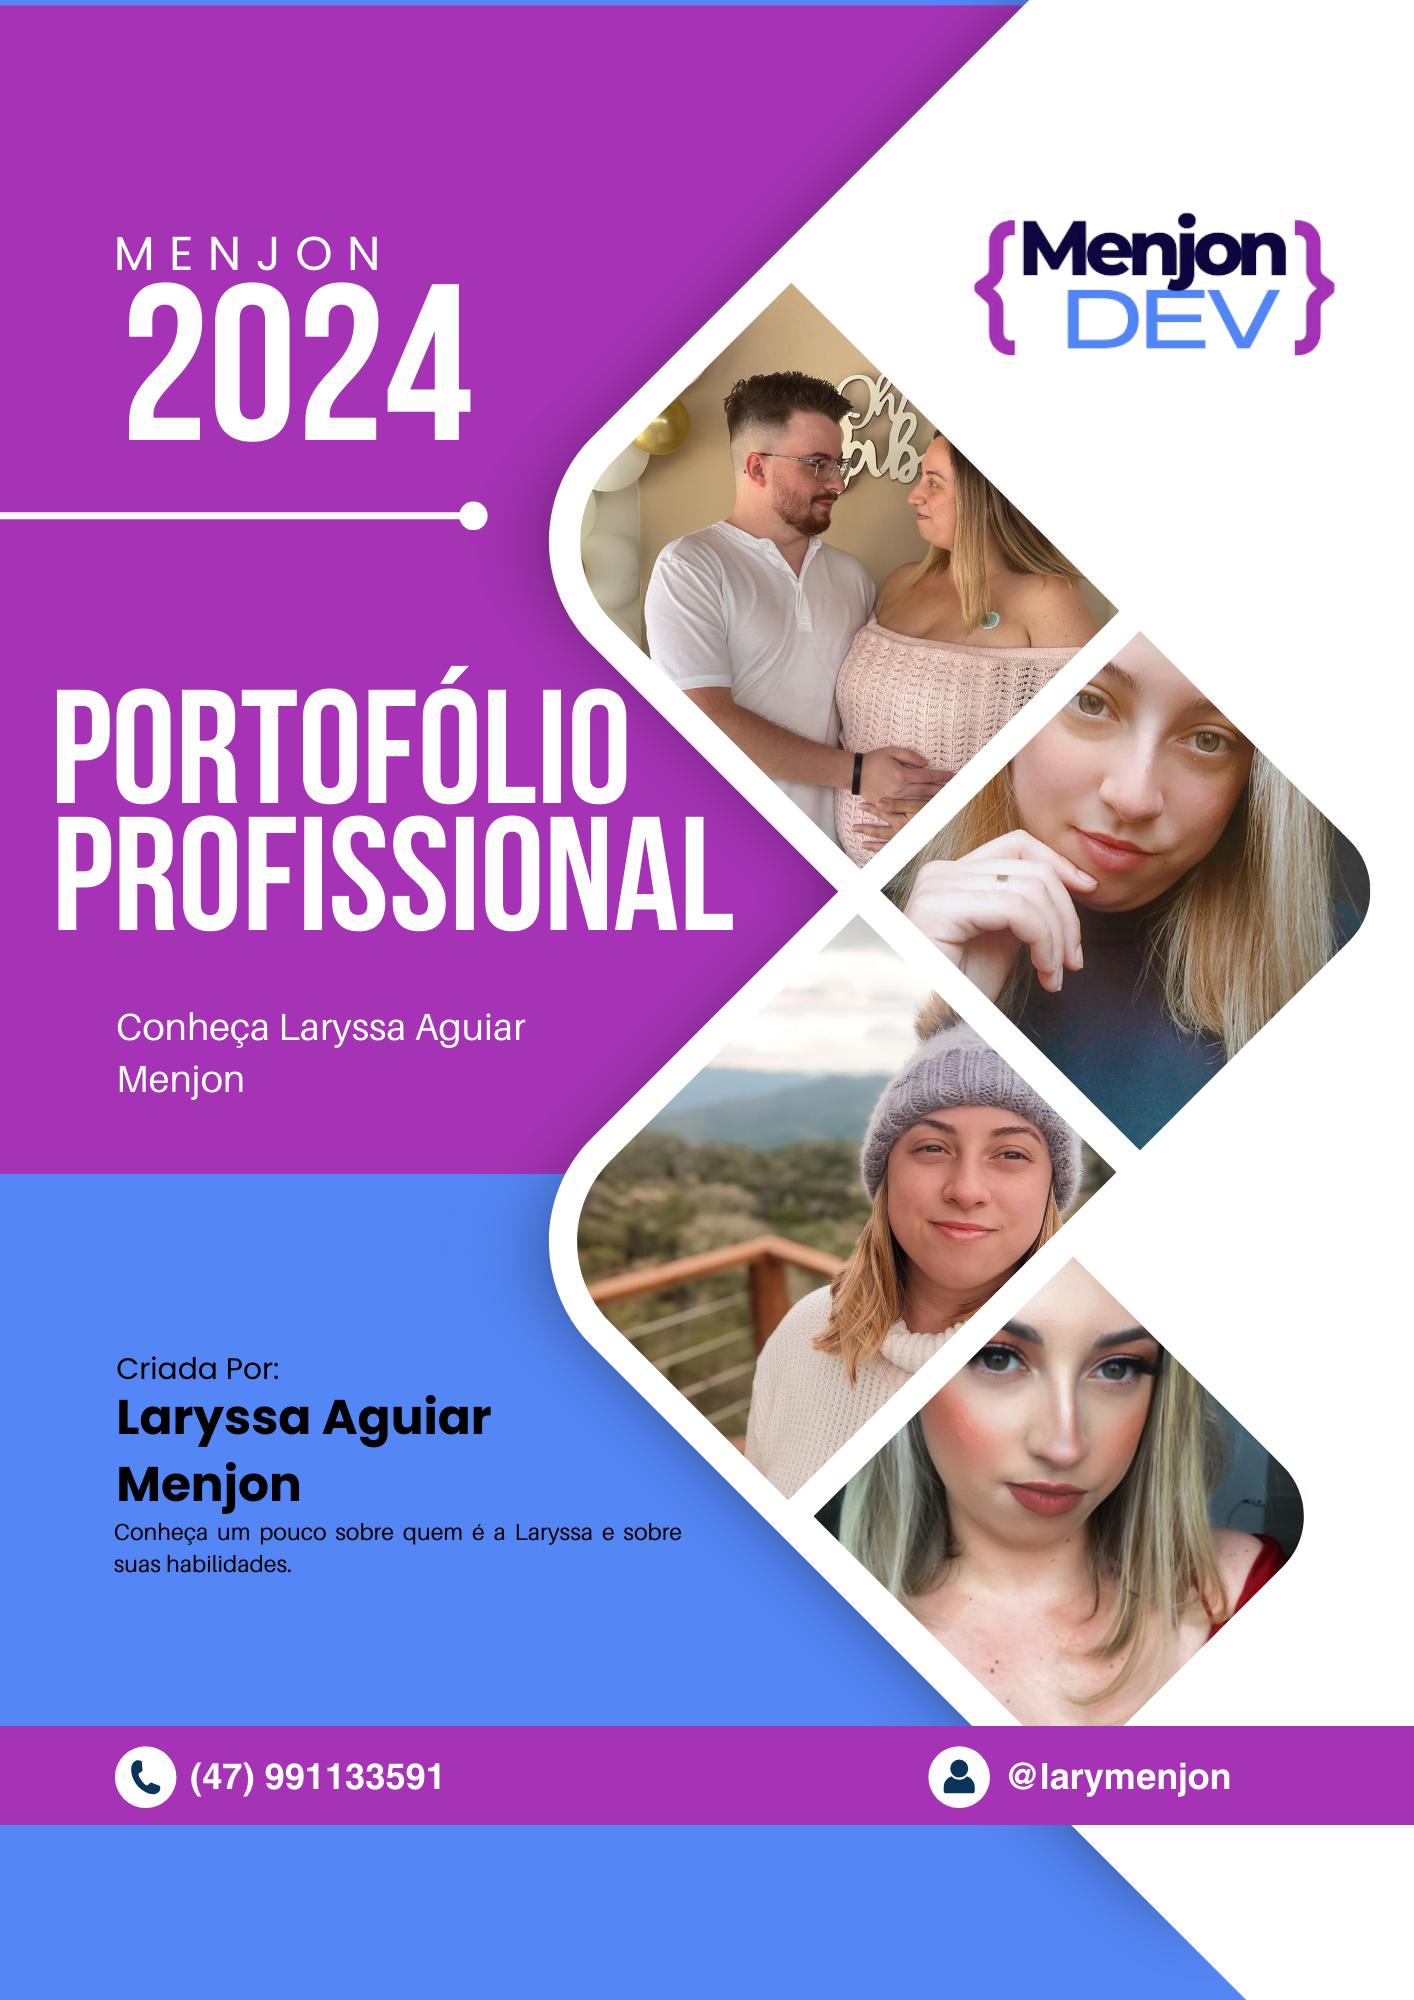 MENJON
2024
{Menjon
DEV}
Oh
PORTOFÓLIO
PROFISSIONAL
Conheça Laryssa Aguiar
Menjon
Criada Por:
Laryssa Aguiar
Menjon
Conheça um pouco sobre quem é a Laryssa e sobre
suas habilidades.
(47) 991133591
@larymenjon